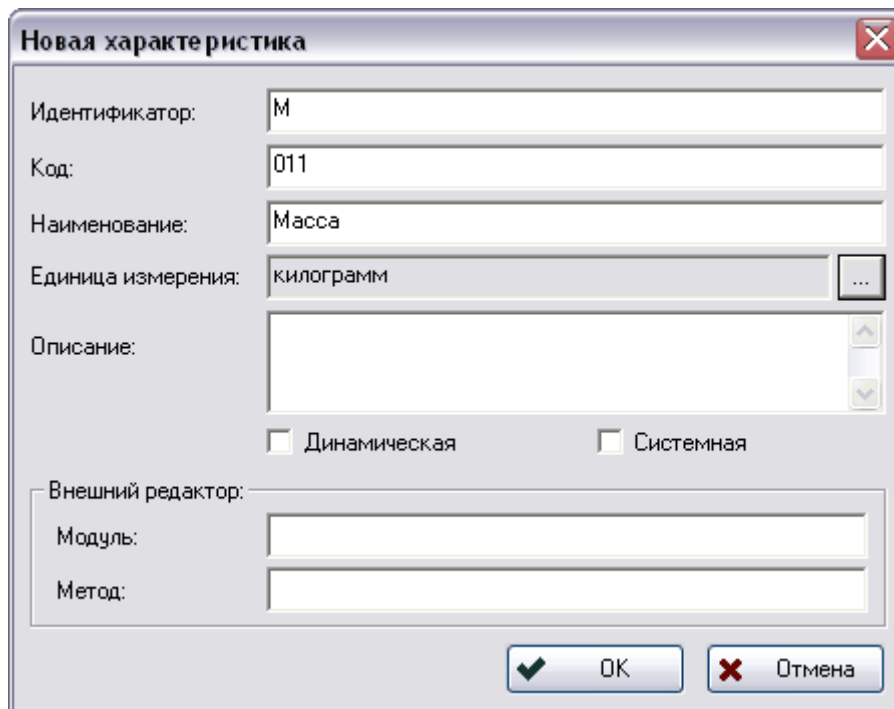 Новая характеристика
Идентификатор: М
Код: 011
Наименование: Масса
Единица измерения: килограмм ...
Описание:
Динамическая Системная
Внешний редактор:
Модуль:
Метод:
OK Отмена